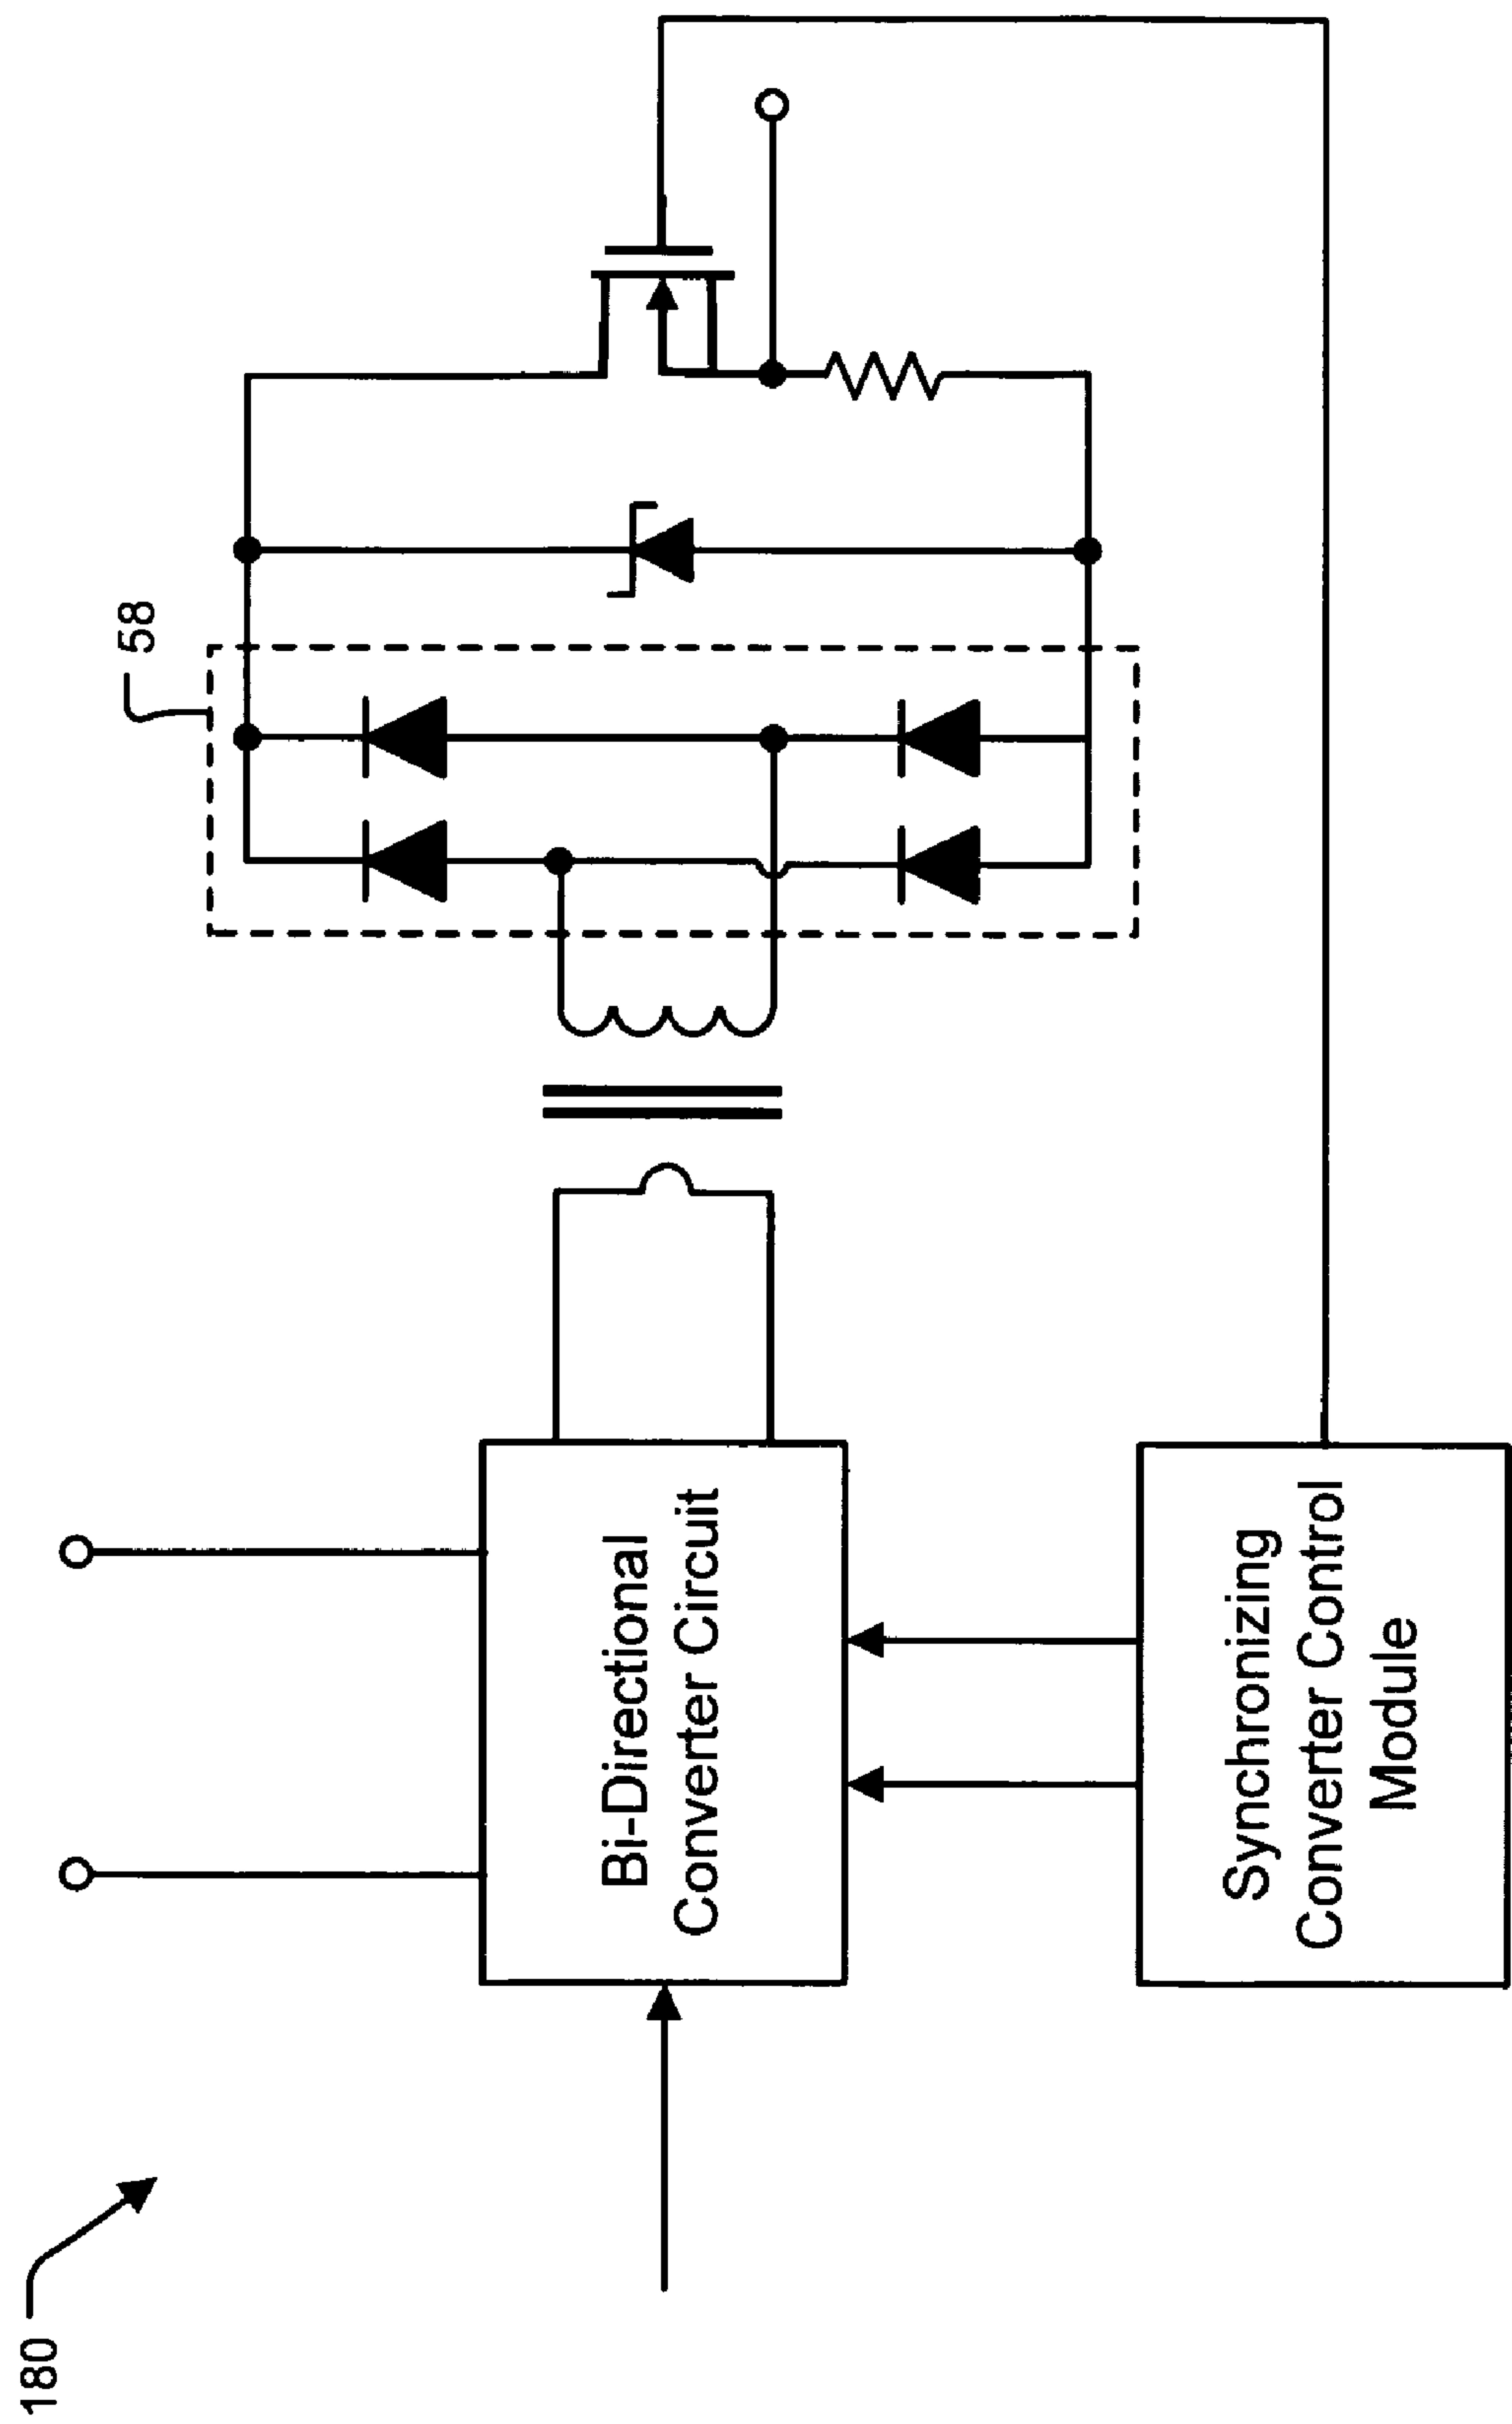 180
58
Bi-Directional
Converter Circuit
Synchronizing
Converter Control
Module